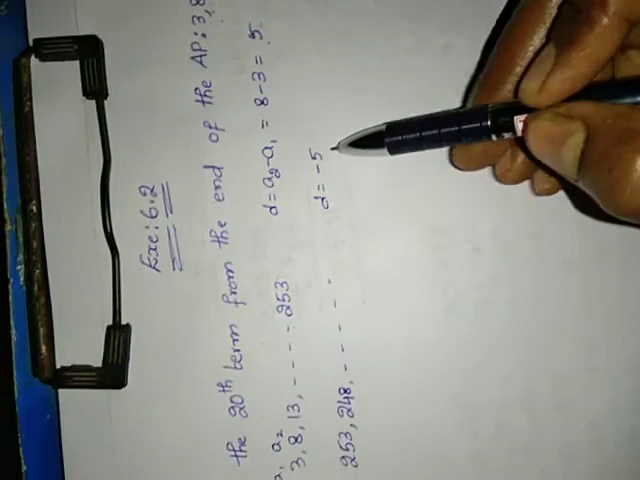 Exe: 6.2
the 20th term from the end of the AP: 3, 8
a1 a2
3, 8, 13, - - - - - 253 d = a2 - a1 = 8 - 3 = 5.
d = -5
253, 248, - - - - - -